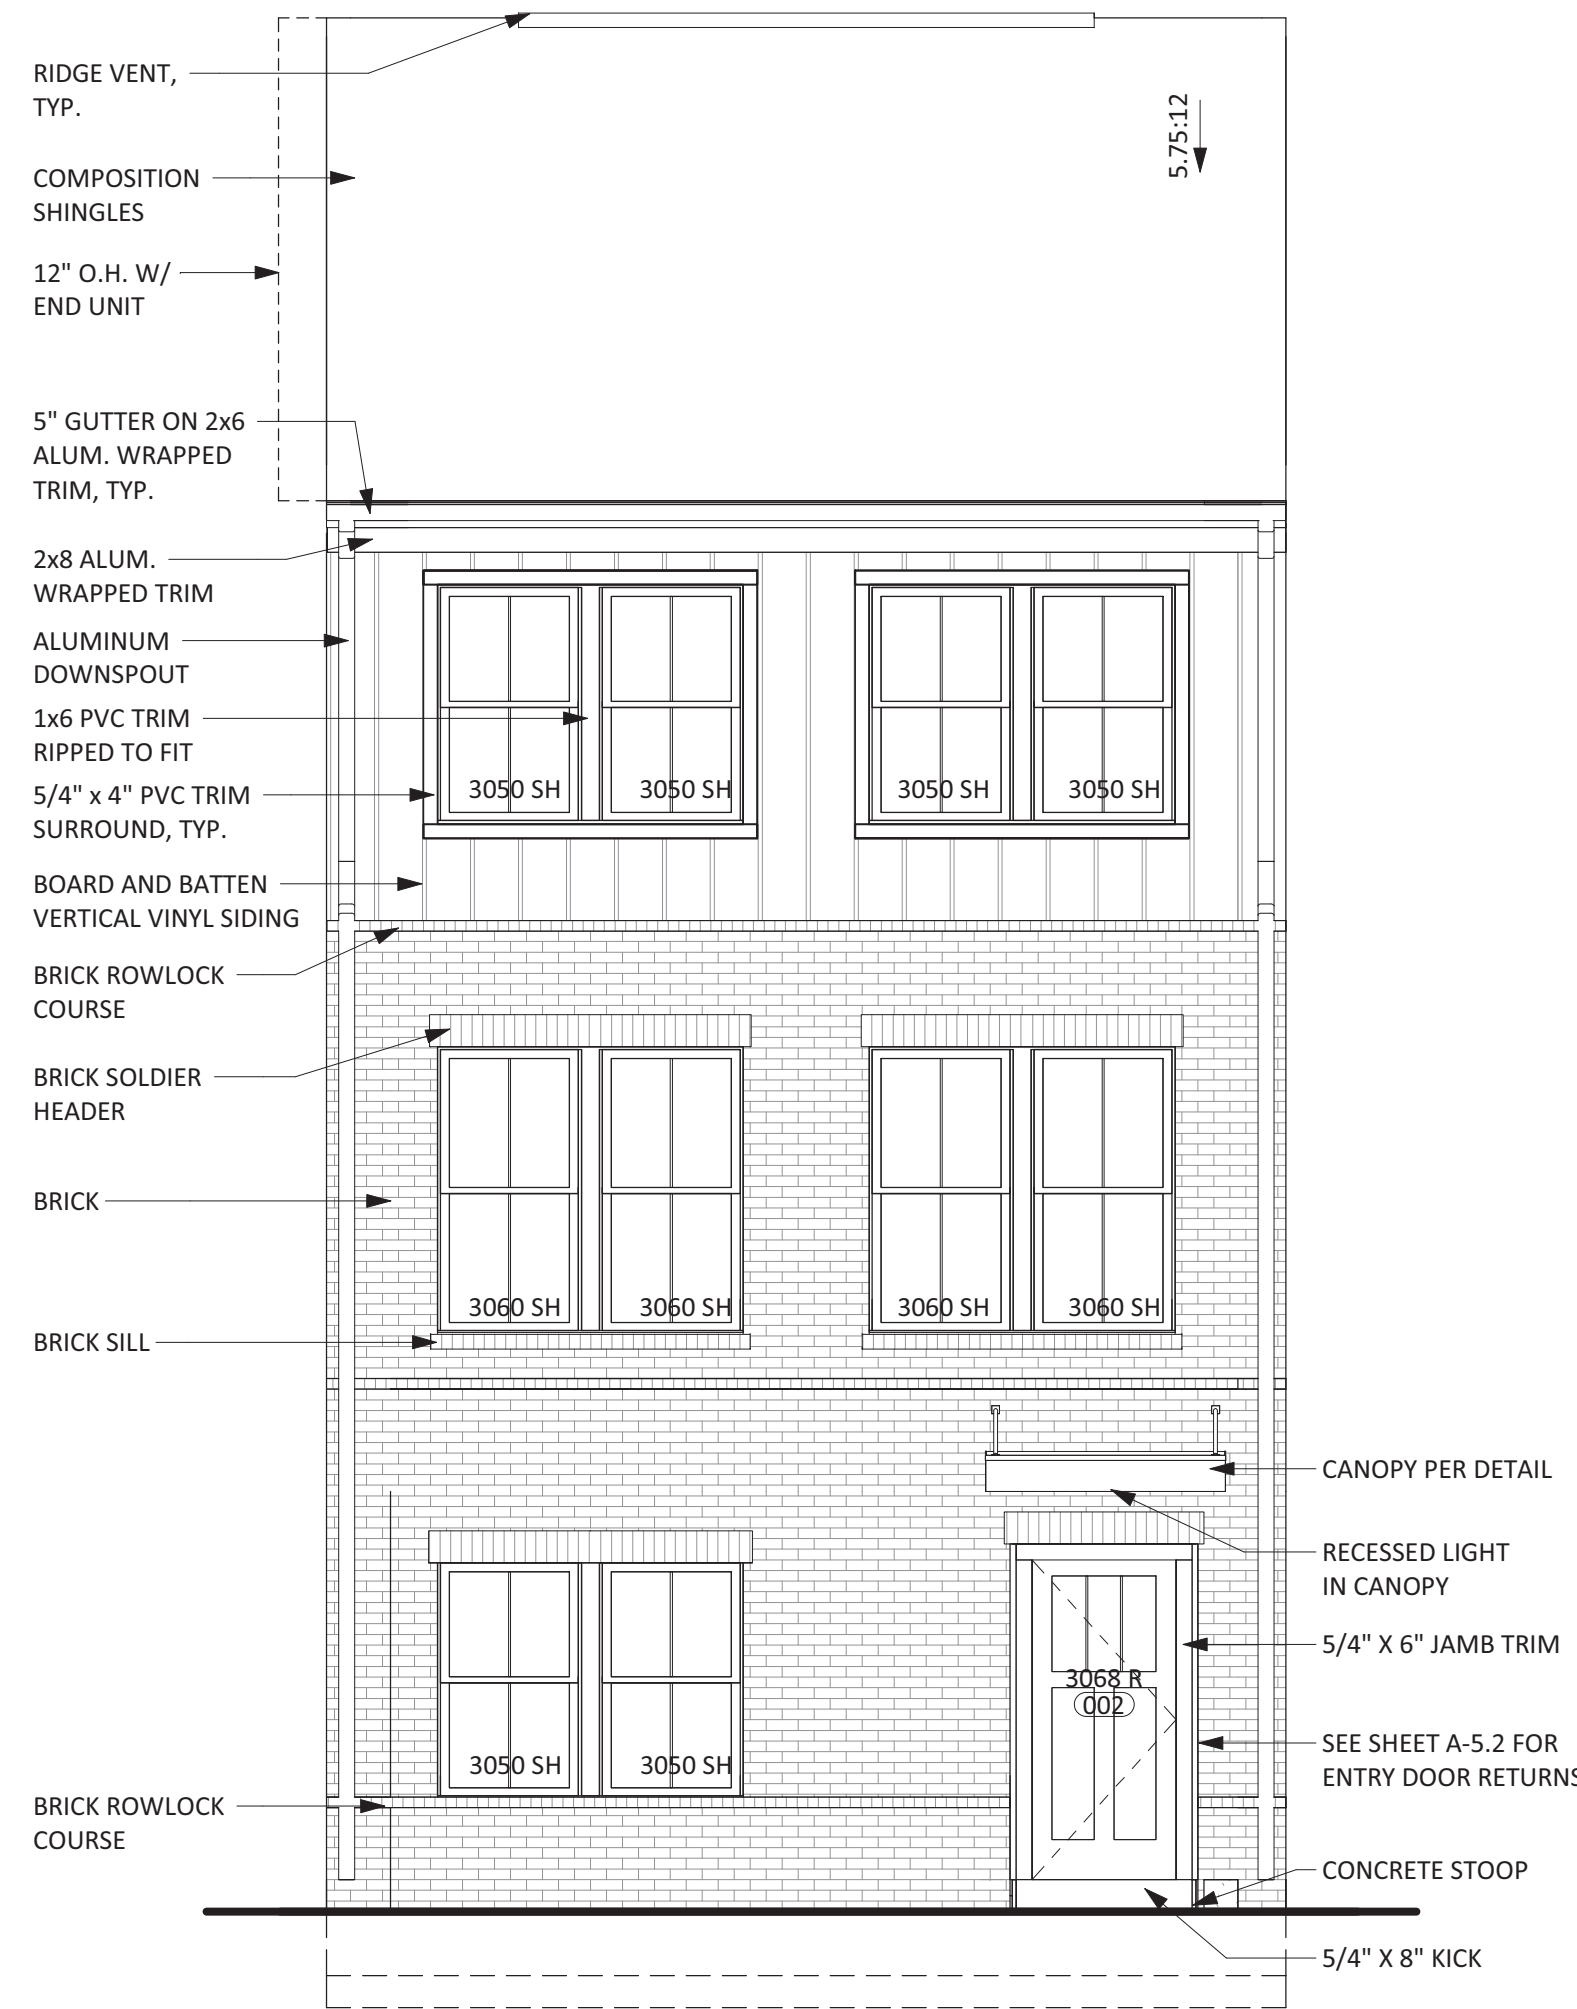 RIDGE VENT,
TYP.
5.75:12
COMPOSITION
SHINGLES
12" O.H. W/
END UNIT
5" GUTTER ON 2x6
ALUM. WRAPPED
TRIM, TYP.
2x8 ALUM.
WRAPPED TRIM
ALUMINUM
DOWNSPOUT
1x6 PVC TRIM
RIPPED TO FIT
3050 SH 3050 SH 3050 SH 3050 SH
5/4" x 4" PVC TRIM
SURROUND, TYP.
BOARD AND BATTEN
VERTICAL VINYL SIDING
BRICK ROWLOCK
COURSE
BRICK SOLDIER
HEADER
BRICK
3060 SH 3060 SH 3060 SH 3060 SH
BRICK SILL
CANOPY PER DETAIL
RECESSED LIGHT
IN CANOPY
5/4" X 6" JAMB TRIM
3068 R
002
SEE SHEET A-5.2 FOR
ENTRY DOOR RETURNS
3050 SH 3050 SH
BRICK ROWLOCK
COURSE
CONCRETE STOOP
5/4" X 8" KICK